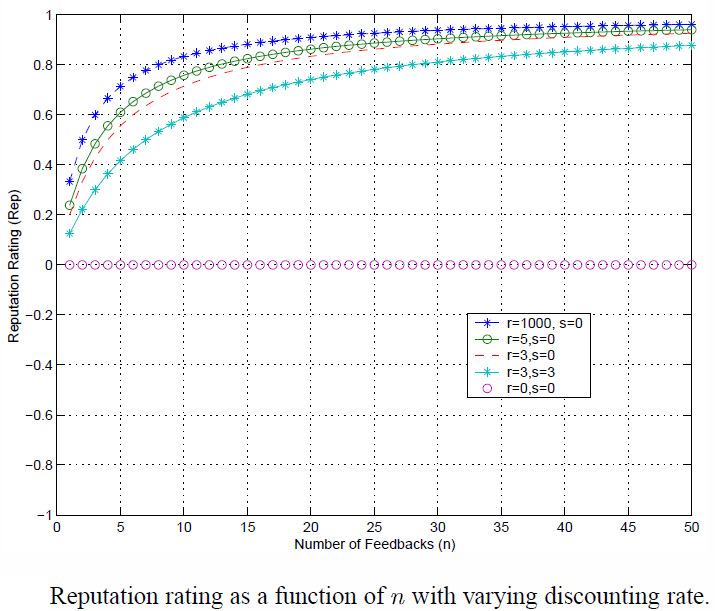 1
0.8
0.6
0.4
0.2
0
−0.2
−0.4
−0.6
−0.8
−1
Reputation Rating (Rep)
r=1000, s=0
r=5,s=0
r=3,s=0
r=3,s=3
r=0,s=0
0 5 10 15 20 25 30 35 40 45 50
Number of Feedbacks (n)
Reputation rating as a function of n with varying discounting rate.